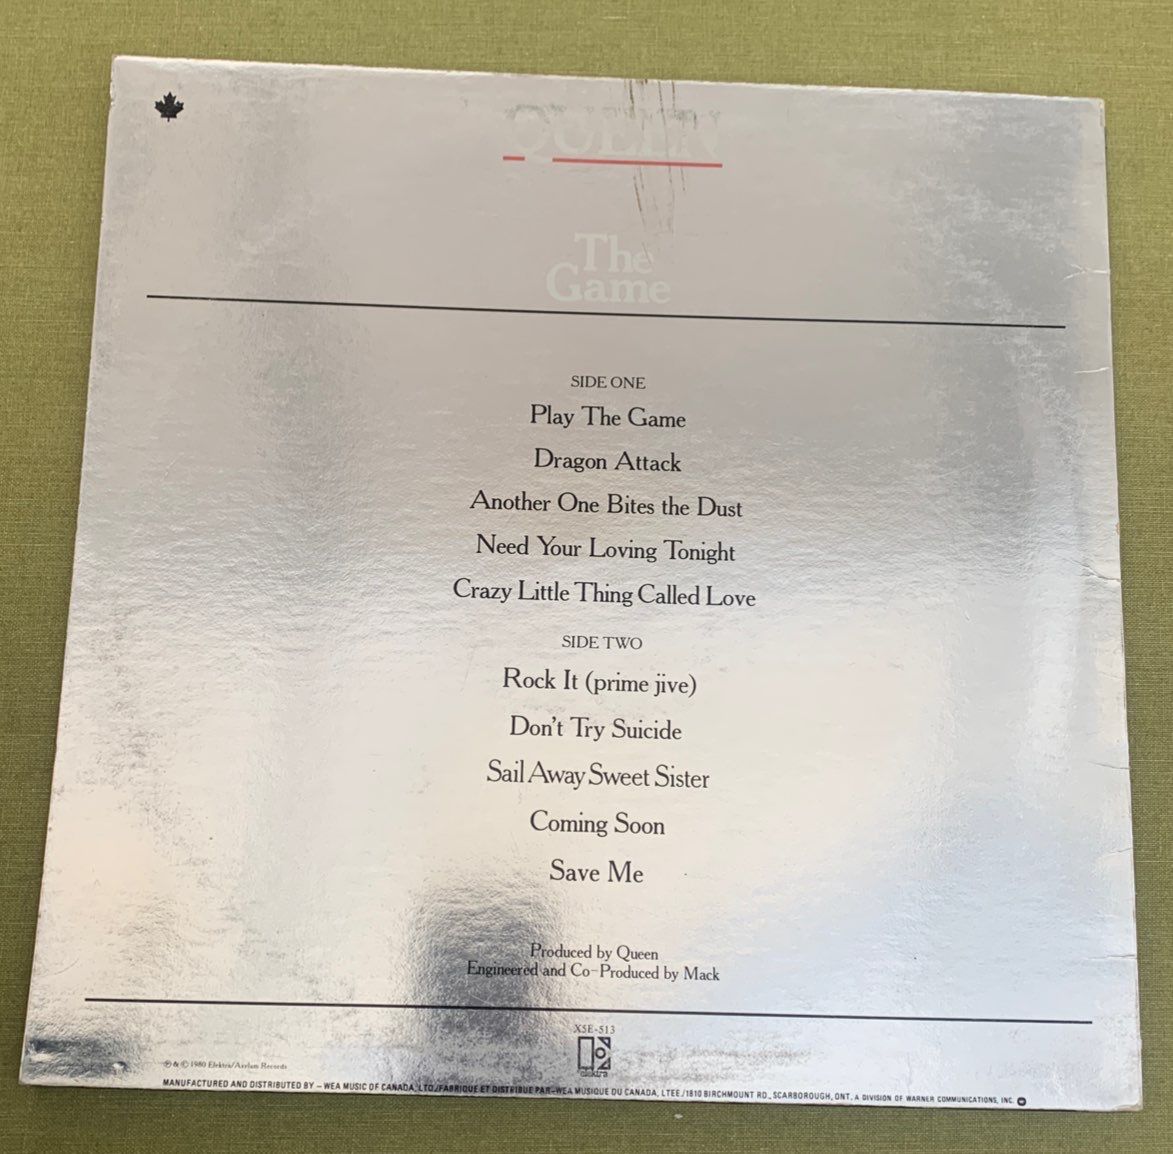 QUEEN
The
Game
SIDE ONE
Play The Game
Dragon Attack
Another One Bites the Dust
Need Your Loving Tonight
Crazy Little Thing Called Love
SIDE TWO
Rock It (prime jive)
Don't Try Suicide
Sail Away Sweet Sister
Coming Soon
Save Me
Produced by Queen
Engineered and Co-Produced by Mack
X5E-513
elektra
℗ & © 1980 Elektra/Asylum Records
MANUFACTURED AND DISTRIBUTED BY – WEA MUSIC OF CANADA, LTD./FABRIQUE ET DISTRIBUE PAR–WEA MUSIQUE DU CANADA, LTEE./1810 BIRCHMOUNT RD., SCARBOROUGH, ONT. A DIVISION OF WARNER COMMUNICATIONS, INC.